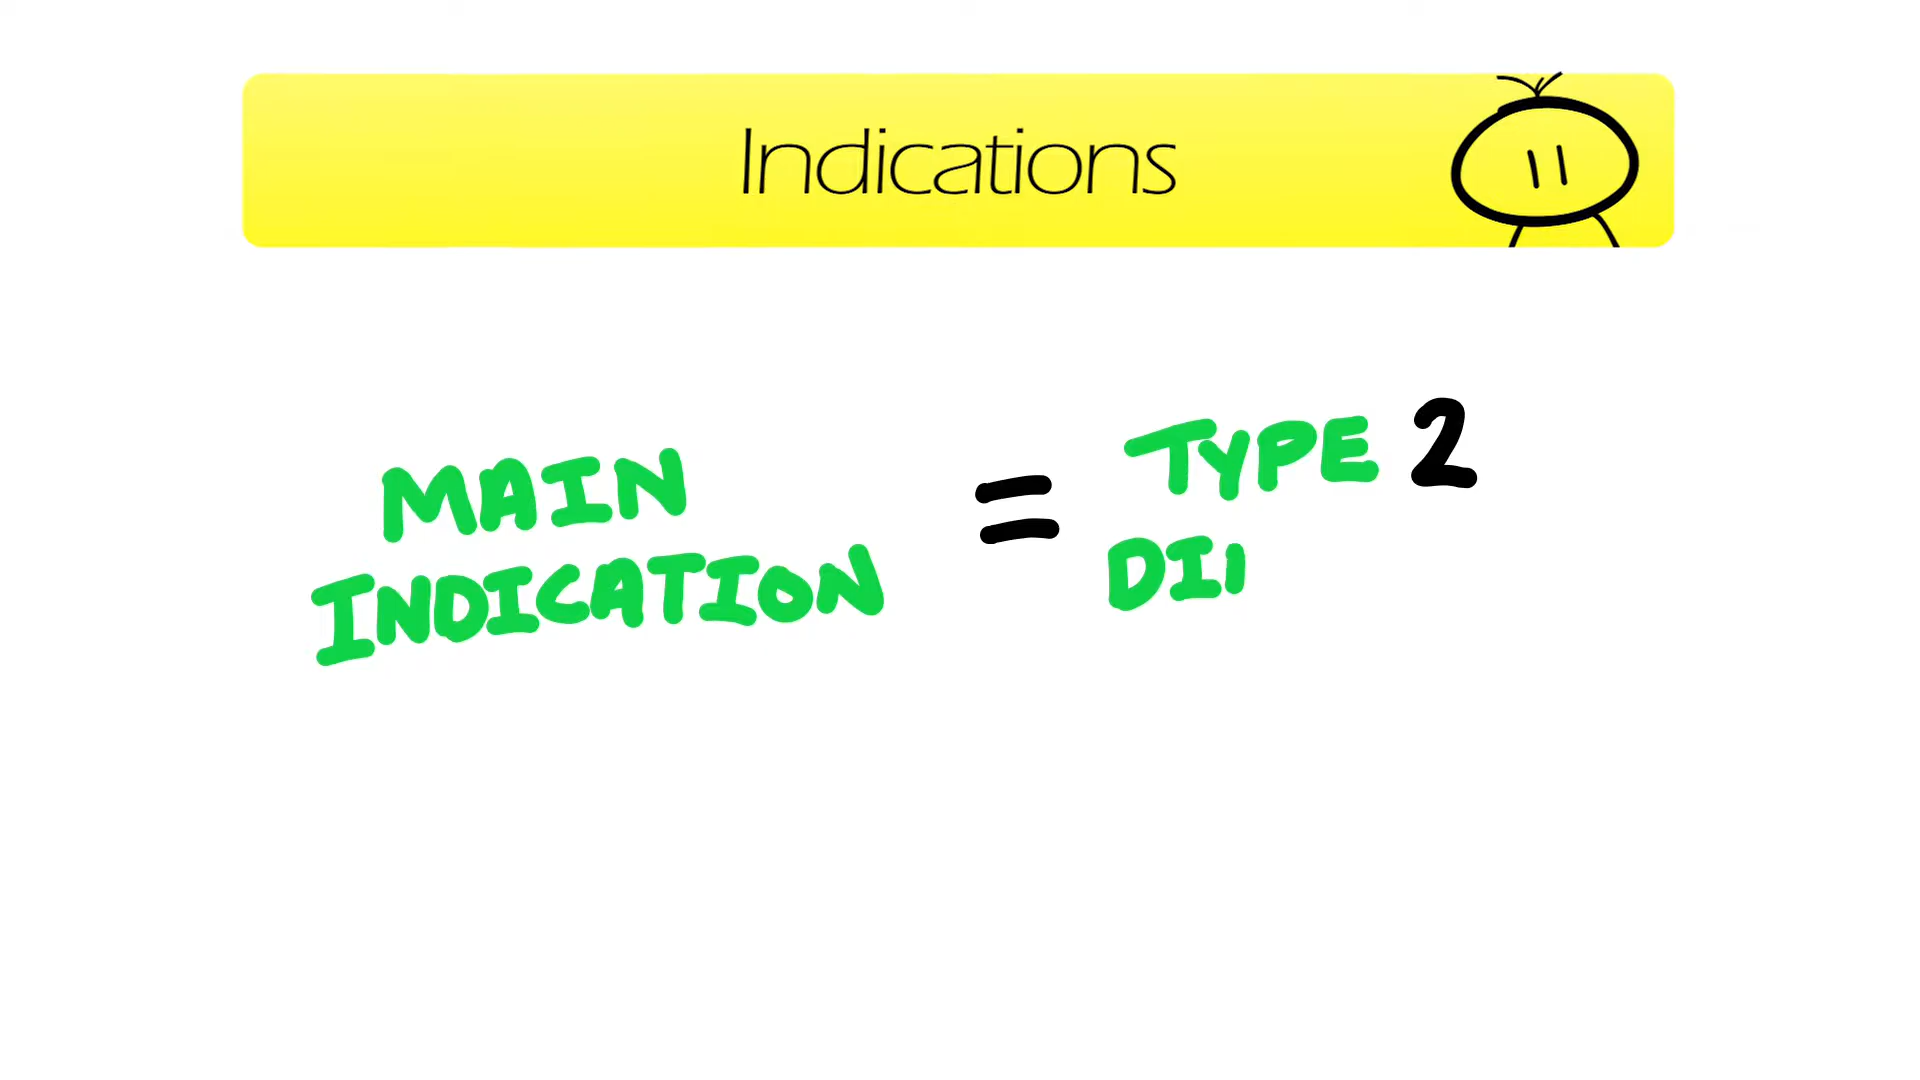 Indications
MAIN
INDICATION
=
TYPE 2
DI